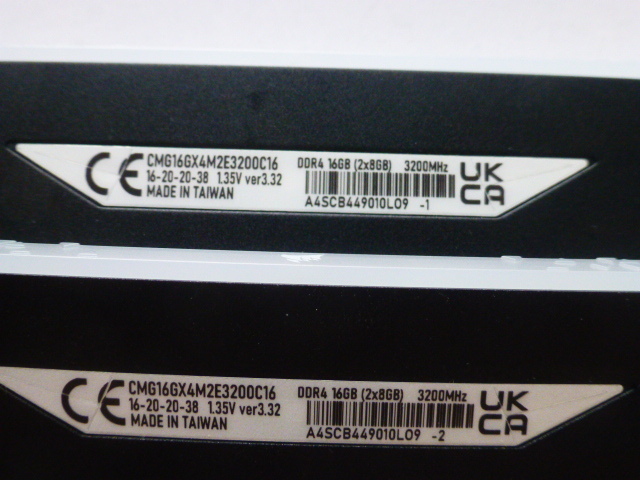 CE CMG16GX4M2E3200C16
16-20-20-38 1.35V ver3.32
MADE IN TAIWAN
DDR4 16GB (2x8GB) 3200MHz
A4SCB449010L09 -1
UK
CA
CE CMG16GX4M2E3200C16
16-20-20-38 1.35V ver3.32
MADE IN TAIWAN
DDR4 16GB (2x8GB) 3200MHz
A4SCB449010L09 -2
UK
CA